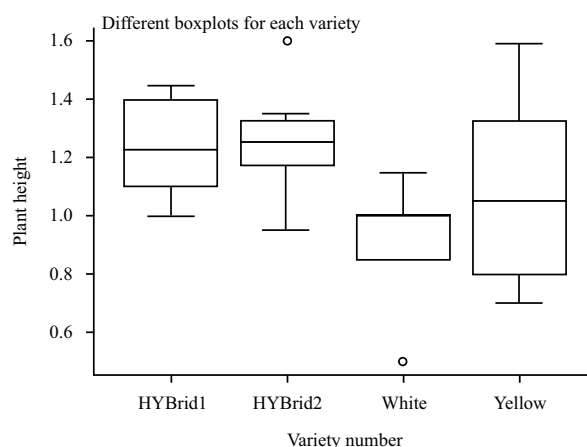 Different boxplots for each variety
1.6
1.4
1.2
1.0
0.8
0.6
Plant height
HYBrid1 HYBrid2 White Yellow
Variety number